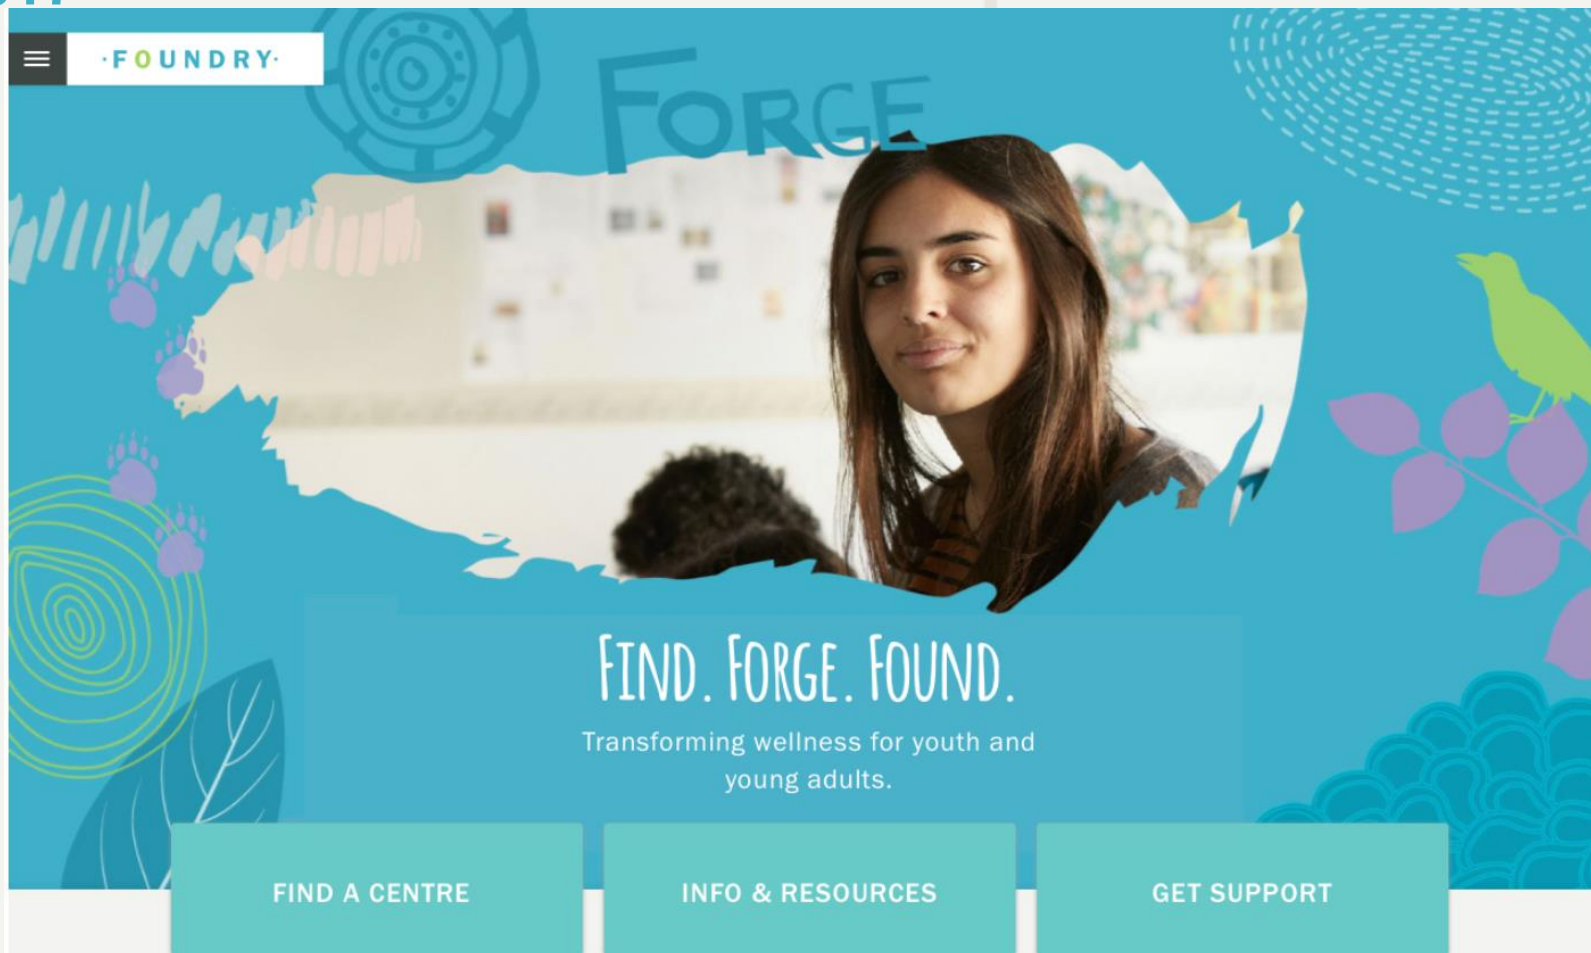 ·FOUNDRY·
FORGE
FIND. FORGE. FOUND.
Transforming wellness for youth and
young adults.
FIND A CENTRE
INFO & RESOURCES
GET SUPPORT